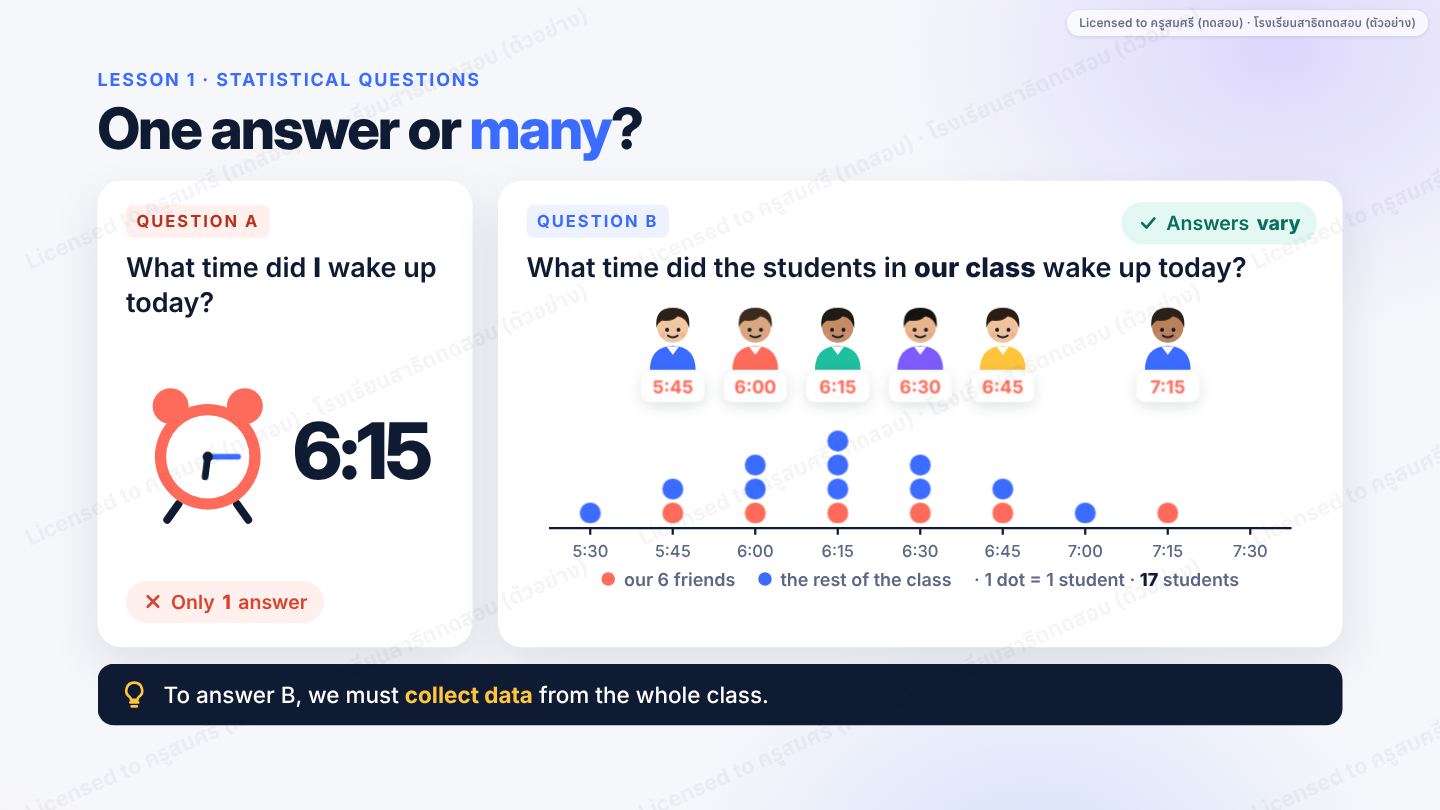 Licensed to ครูสมศรี (ทดสอบ) · โรงเรียนสาธิตทดสอบ (ตัวอย่าง)
LESSON 1 · STATISTICAL QUESTIONS
One answer or many?
QUESTION A
What time did I wake up
today?
6:15
Only 1 answer
QUESTION B
Answers vary
What time did the students in our class wake up today?
5:45 6:00 6:15 6:30 6:45 7:15
5:30 5:45 6:00 6:15 6:30 6:45 7:00 7:15 7:30
our 6 friends the rest of the class · 1 dot = 1 student · 17 students
To answer B, we must collect data from the whole class.